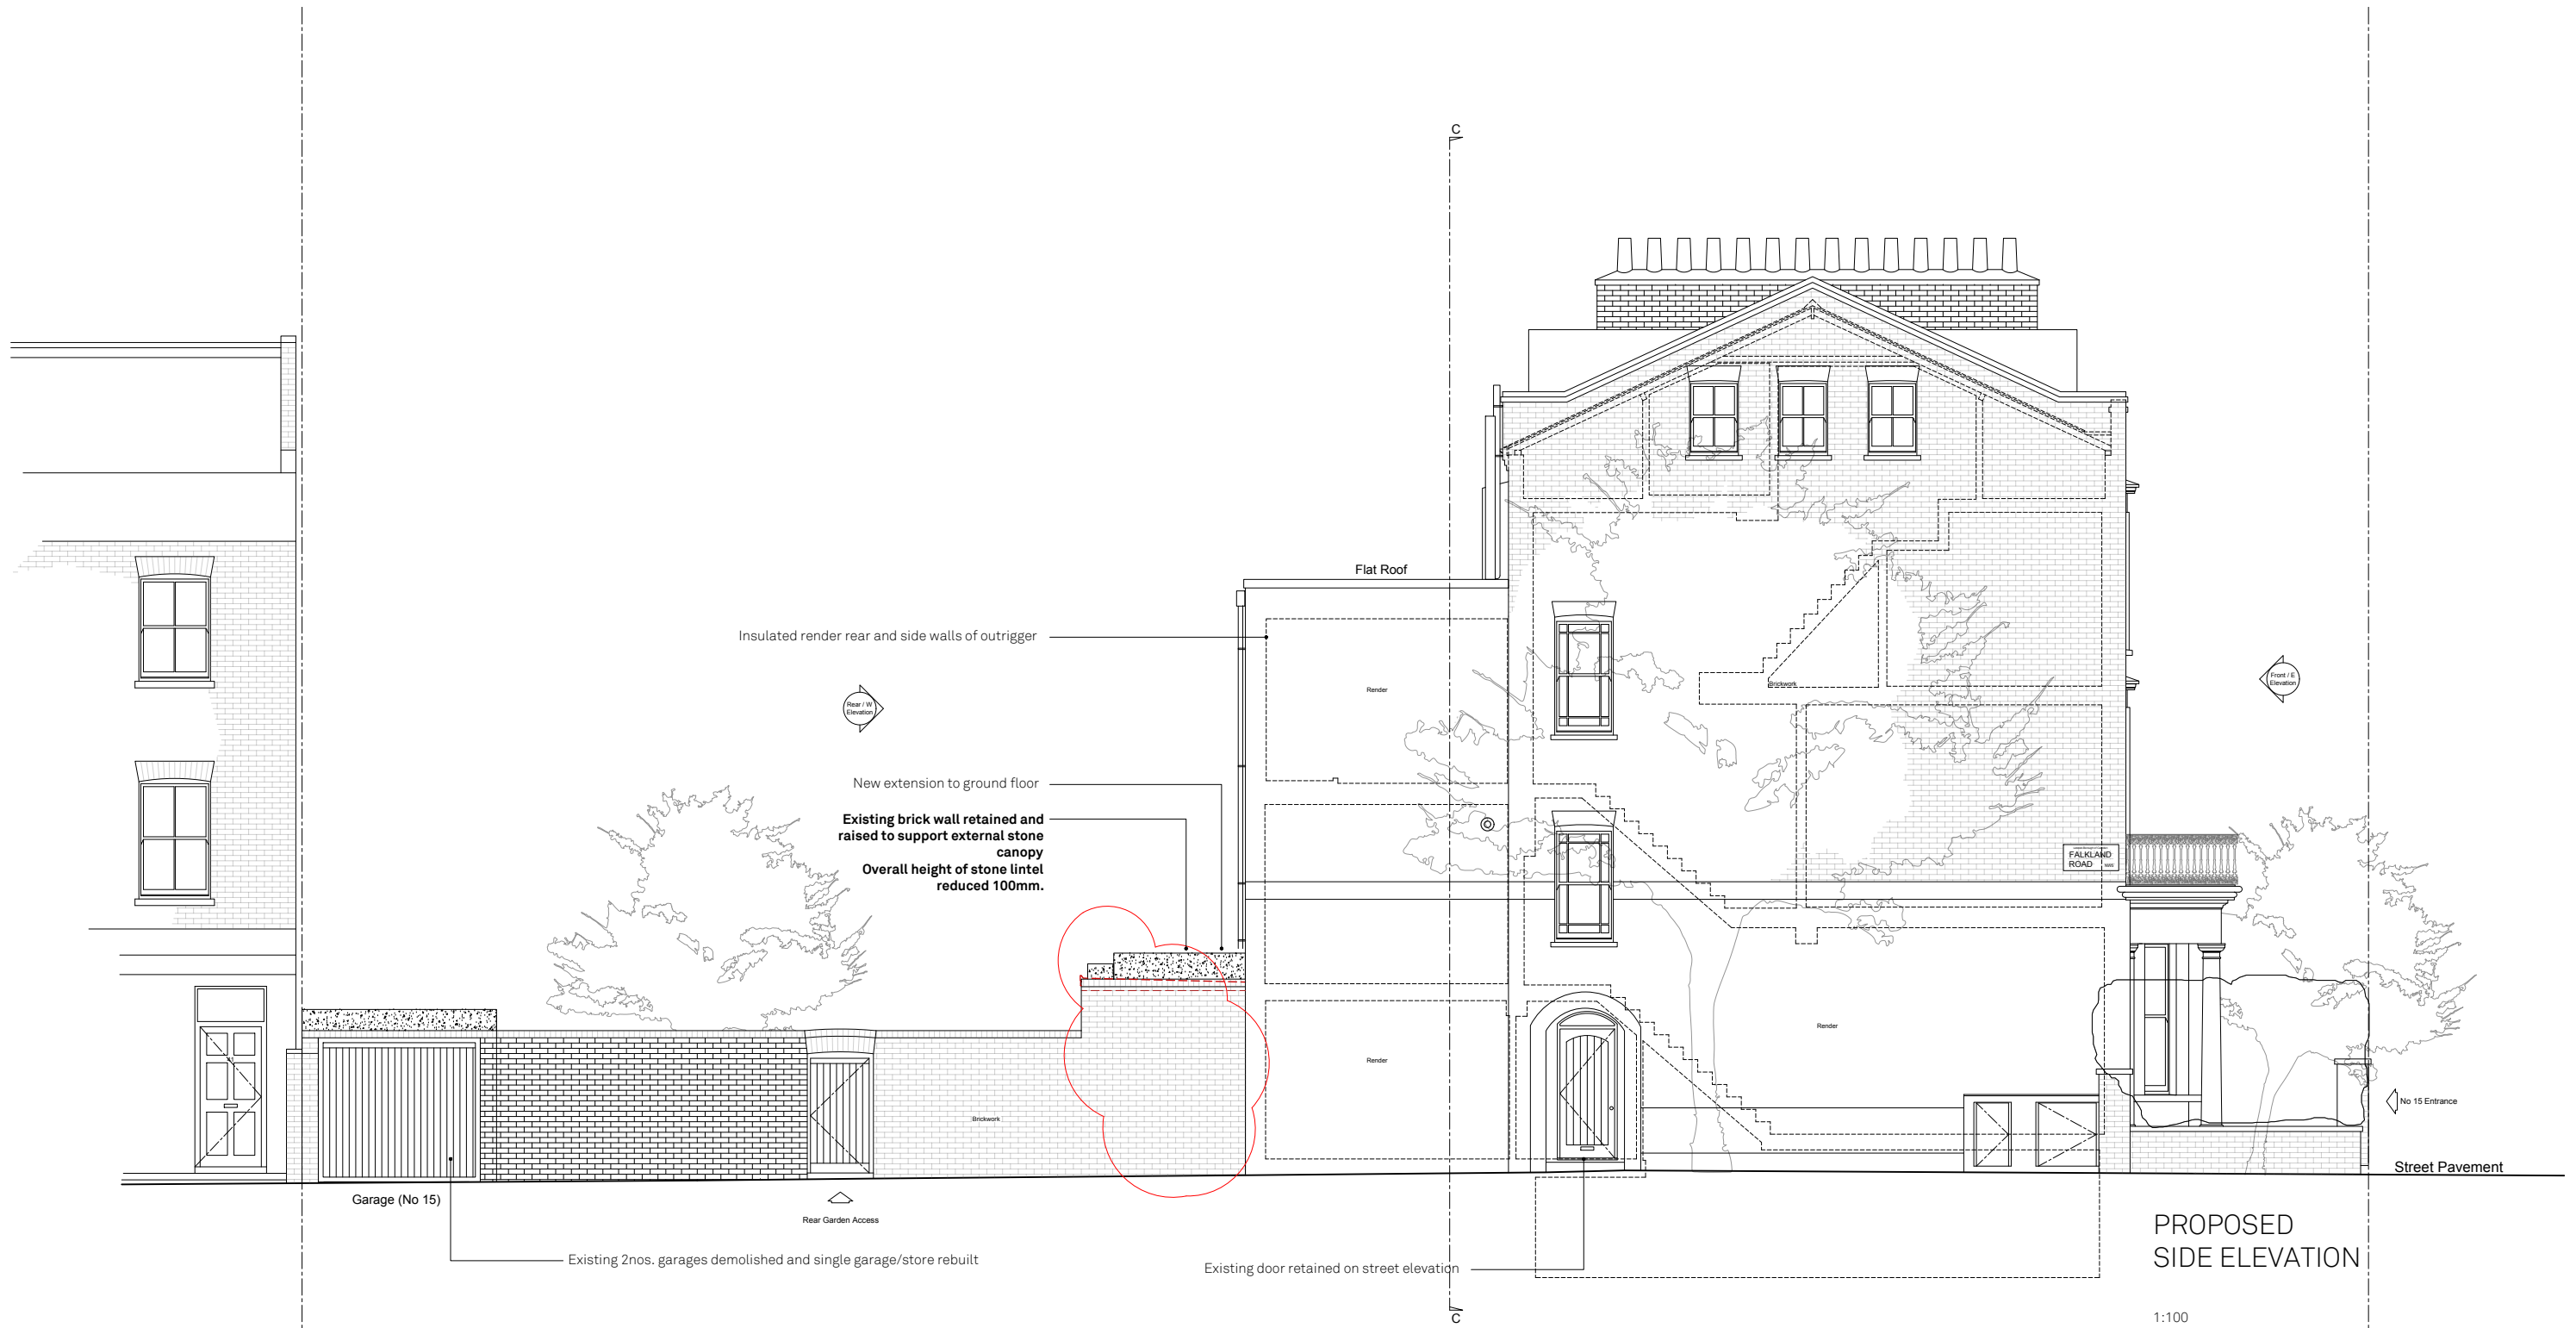 C
Flat Roof
Insulated render rear and side walls of outrigger
Render
Brickwork
Rear / W
Elevation
Front / E
Elevation
New extension to ground floor
Existing brick wall retained and
raised to support external stone
canopy
Overall height of stone lintel
reduced 100mm.
FALKLAND
ROAD
Render
Render
Brickwork
No 15 Entrance
Street Pavement
Garage (No 15)
Rear Garden Access
Existing 2nos. garages demolished and single garage/store rebuilt
Existing door retained on street elevation
PROPOSED
SIDE ELEVATION
C
1:100